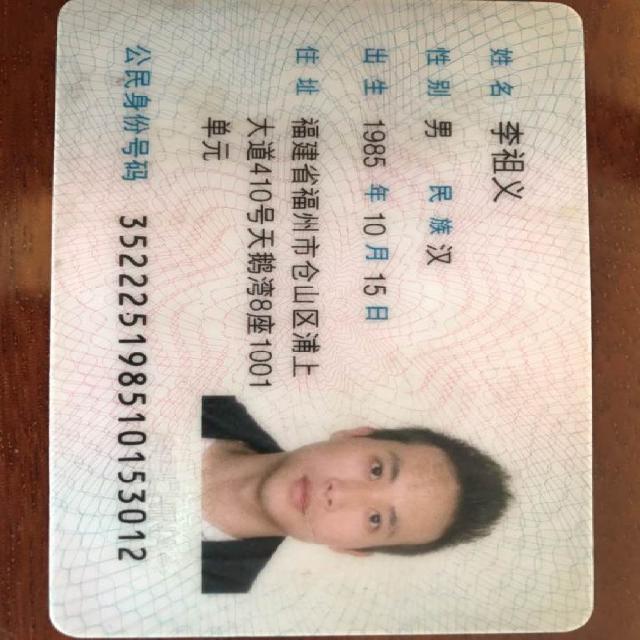 姓名 李祖义
性别 男 民族 汉
出生 1985 年 10 月 15 日
住址 福建省福州市仓山区浦上
大道410号天鹅湾8座1001
单元
公民身份号码 352225198510153012